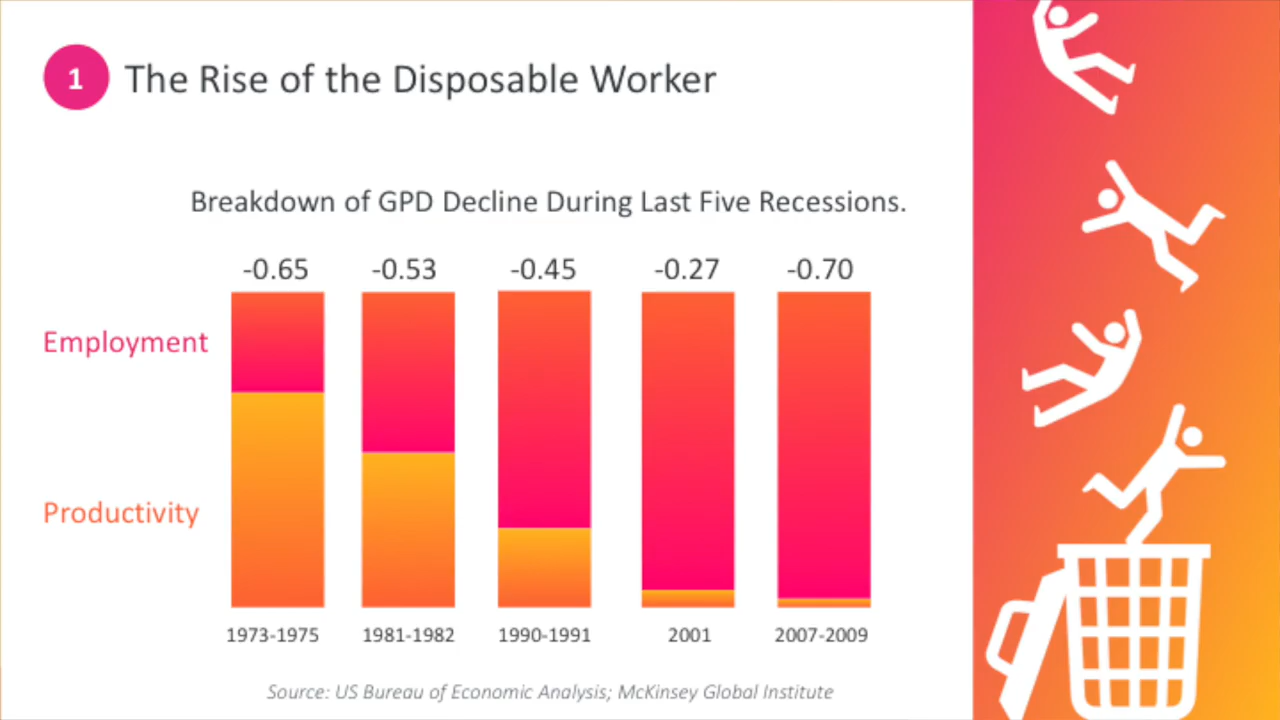 1 The Rise of the Disposable Worker
Breakdown of GPD Decline During Last Five Recessions.
-0.65 -0.53 -0.45 -0.27 -0.70
Employment
Productivity
1973-1975 1981-1982 1990-1991 2001 2007-2009
Source: US Bureau of Economic Analysis; McKinsey Global Institute